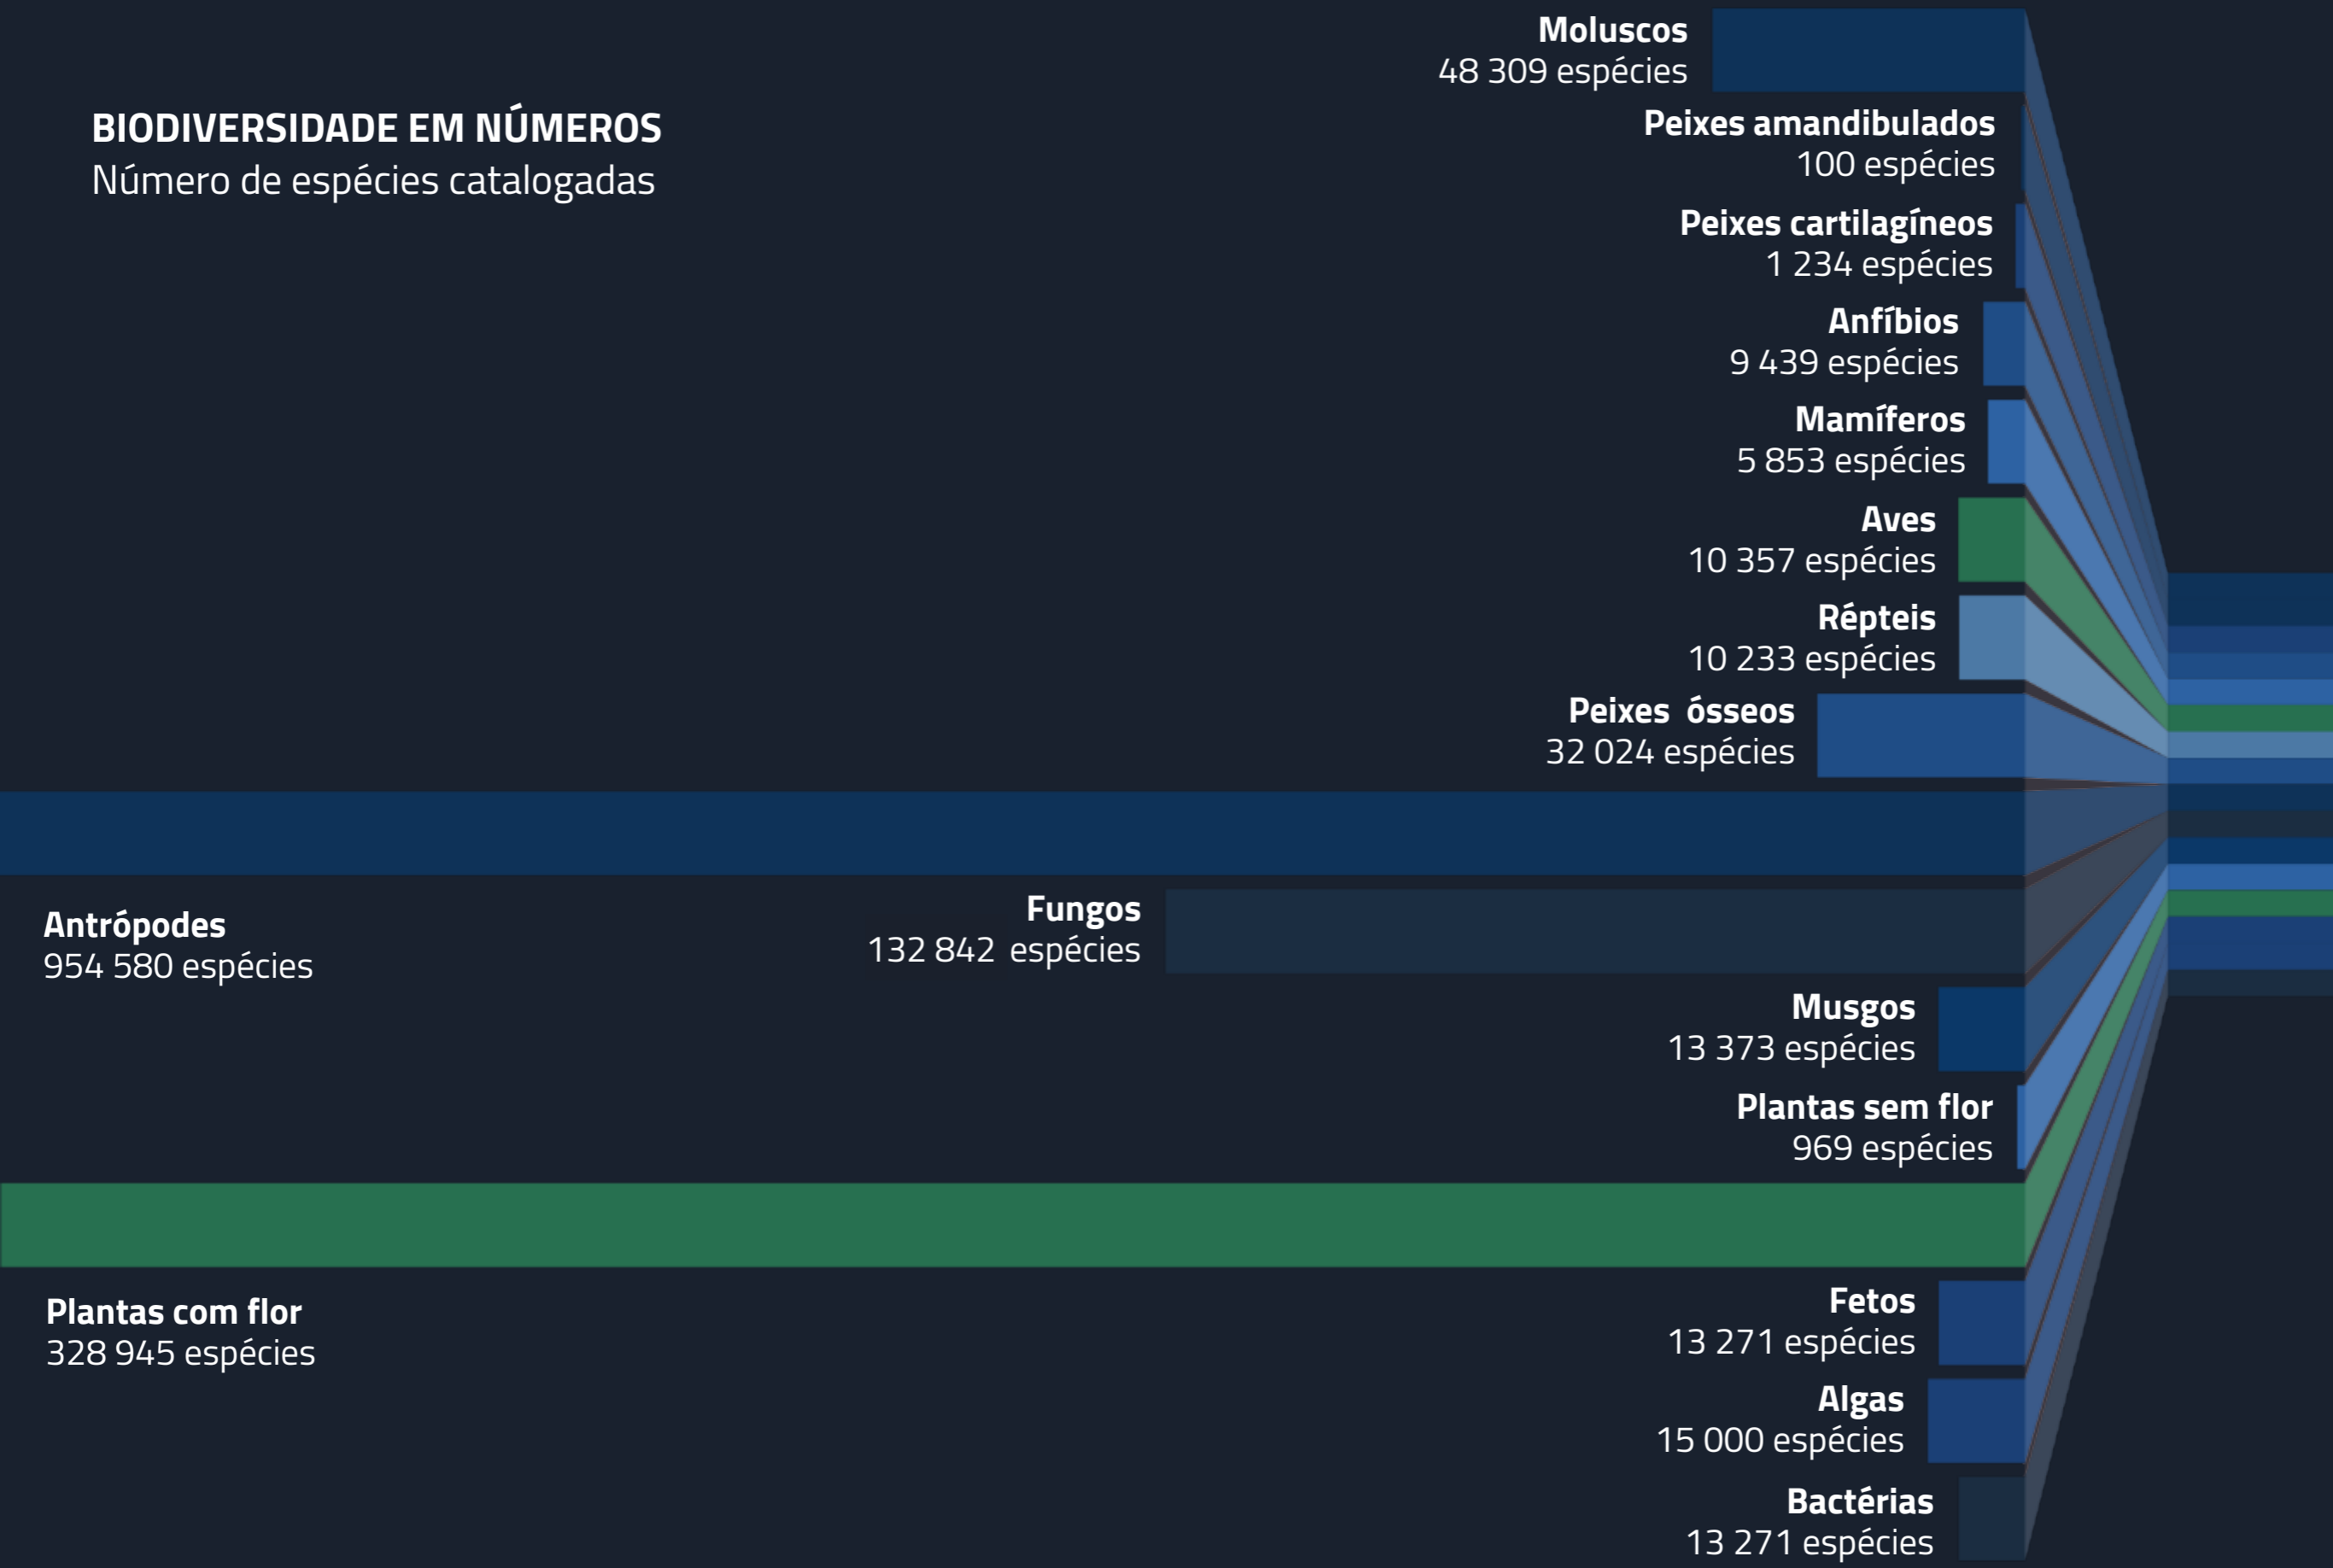 BIODIVERSIDADE EM NÚMEROS
Número de espécies catalogadas
Moluscos
48 309 espécies
Peixes amandibulados
100 espécies
Peixes cartilagíneos
1 234 espécies
Anfíbios
9 439 espécies
Mamíferos
5 853 espécies
Aves
10 357 espécies
Répteis
10 233 espécies
Peixes ósseos
32 024 espécies
Antrópodes
954 580 espécies
Fungos
132 842 espécies
Musgos
13 373 espécies
Plantas sem flor
969 espécies
Plantas com flor
328 945 espécies
Fetos
13 271 espécies
Algas
15 000 espécies
Bactérias
13 271 espécies